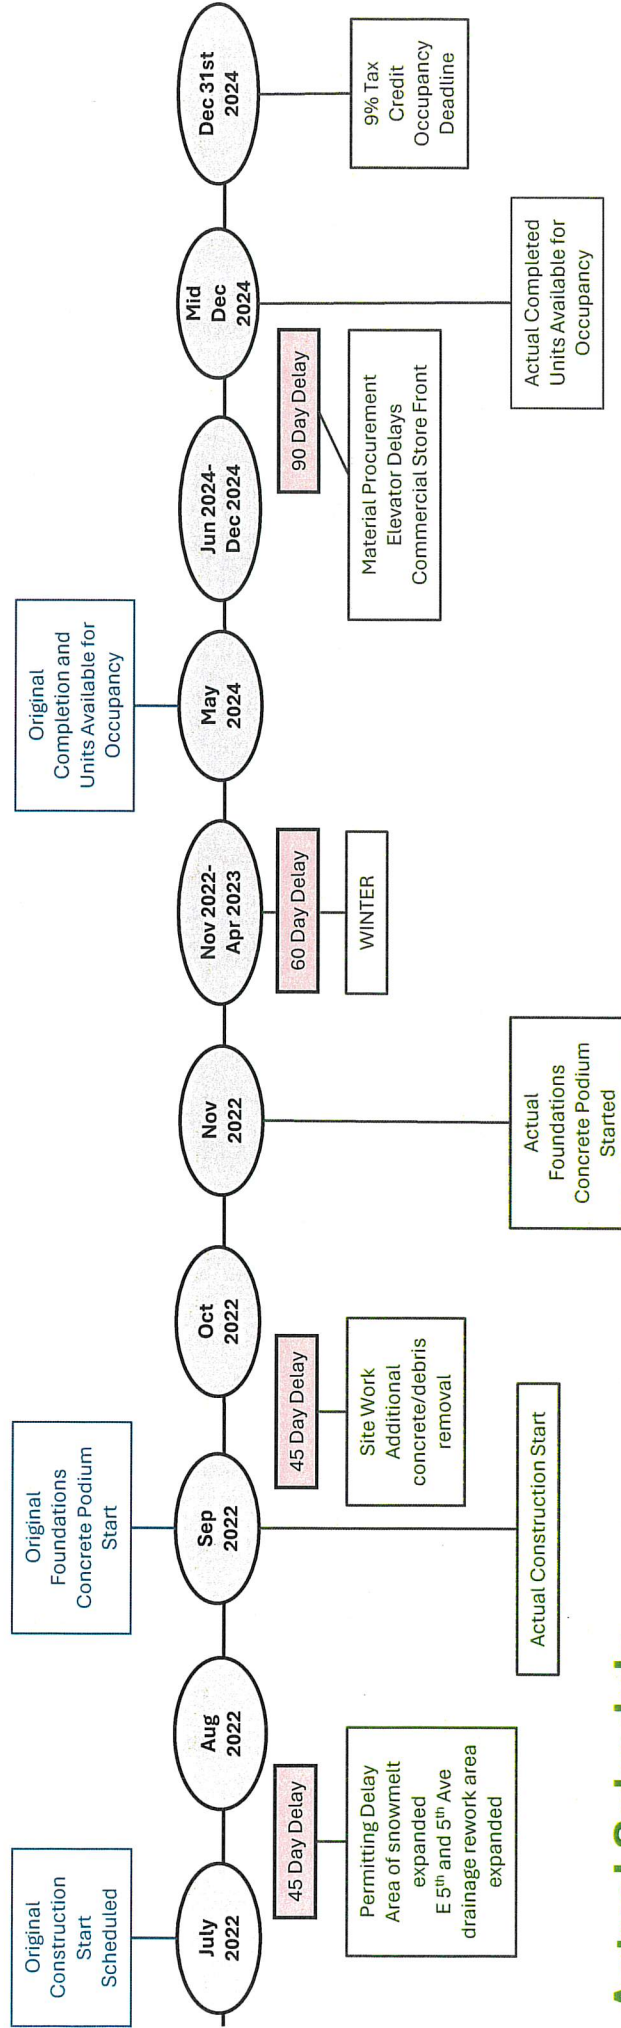 Original
Construction
Start
Scheduled
July
2022
45 Day Delay
Permitting Delay
Area of snowmelt
expanded
E 5th and 5th Ave
drainage rework area
expanded
Aug
2022
Original
Foundations
Concrete Podium
Start
Sep
2022
Actual Construction Start
45 Day Delay
Site Work
Additional
concrete/debris
removal
Oct
2022
Nov
2022
Actual
Foundations
Concrete Podium
Started
Nov 2022-
Apr 2023
60 Day Delay
WINTER
Original
Completion and
Units Available for
Occupancy
May
2024
Jun 2024-
Dec 2024
90 Day Delay
Material Procurement
Elevator Delays
Commercial Store Front
Mid
Dec
2024
Actual Completed
Units Available for
Occupancy
Dec 31st
2024
9% Tax
Credit
Occupancy
Deadline